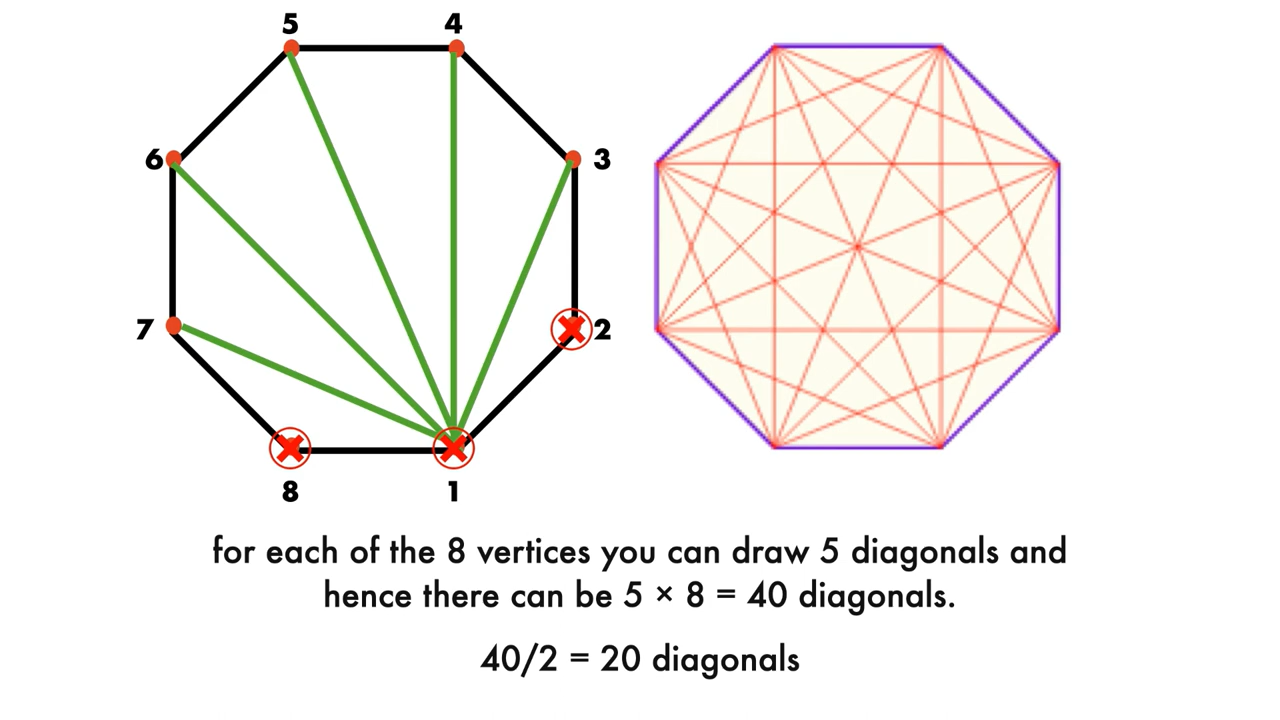 5 4
6 3
7 2
8 1
for each of the 8 vertices you can draw 5 diagonals and
hence there can be 5 × 8 = 40 diagonals.
40/2 = 20 diagonals